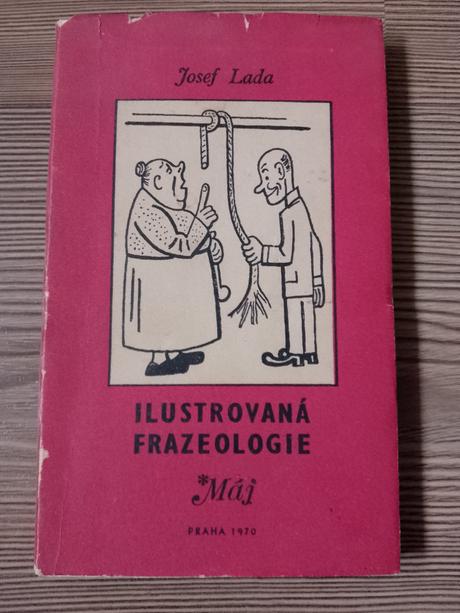 Josef Lada
ILUSTROVANÁ
FRAZEOLOGIE
*Máj
PRAHA 1970